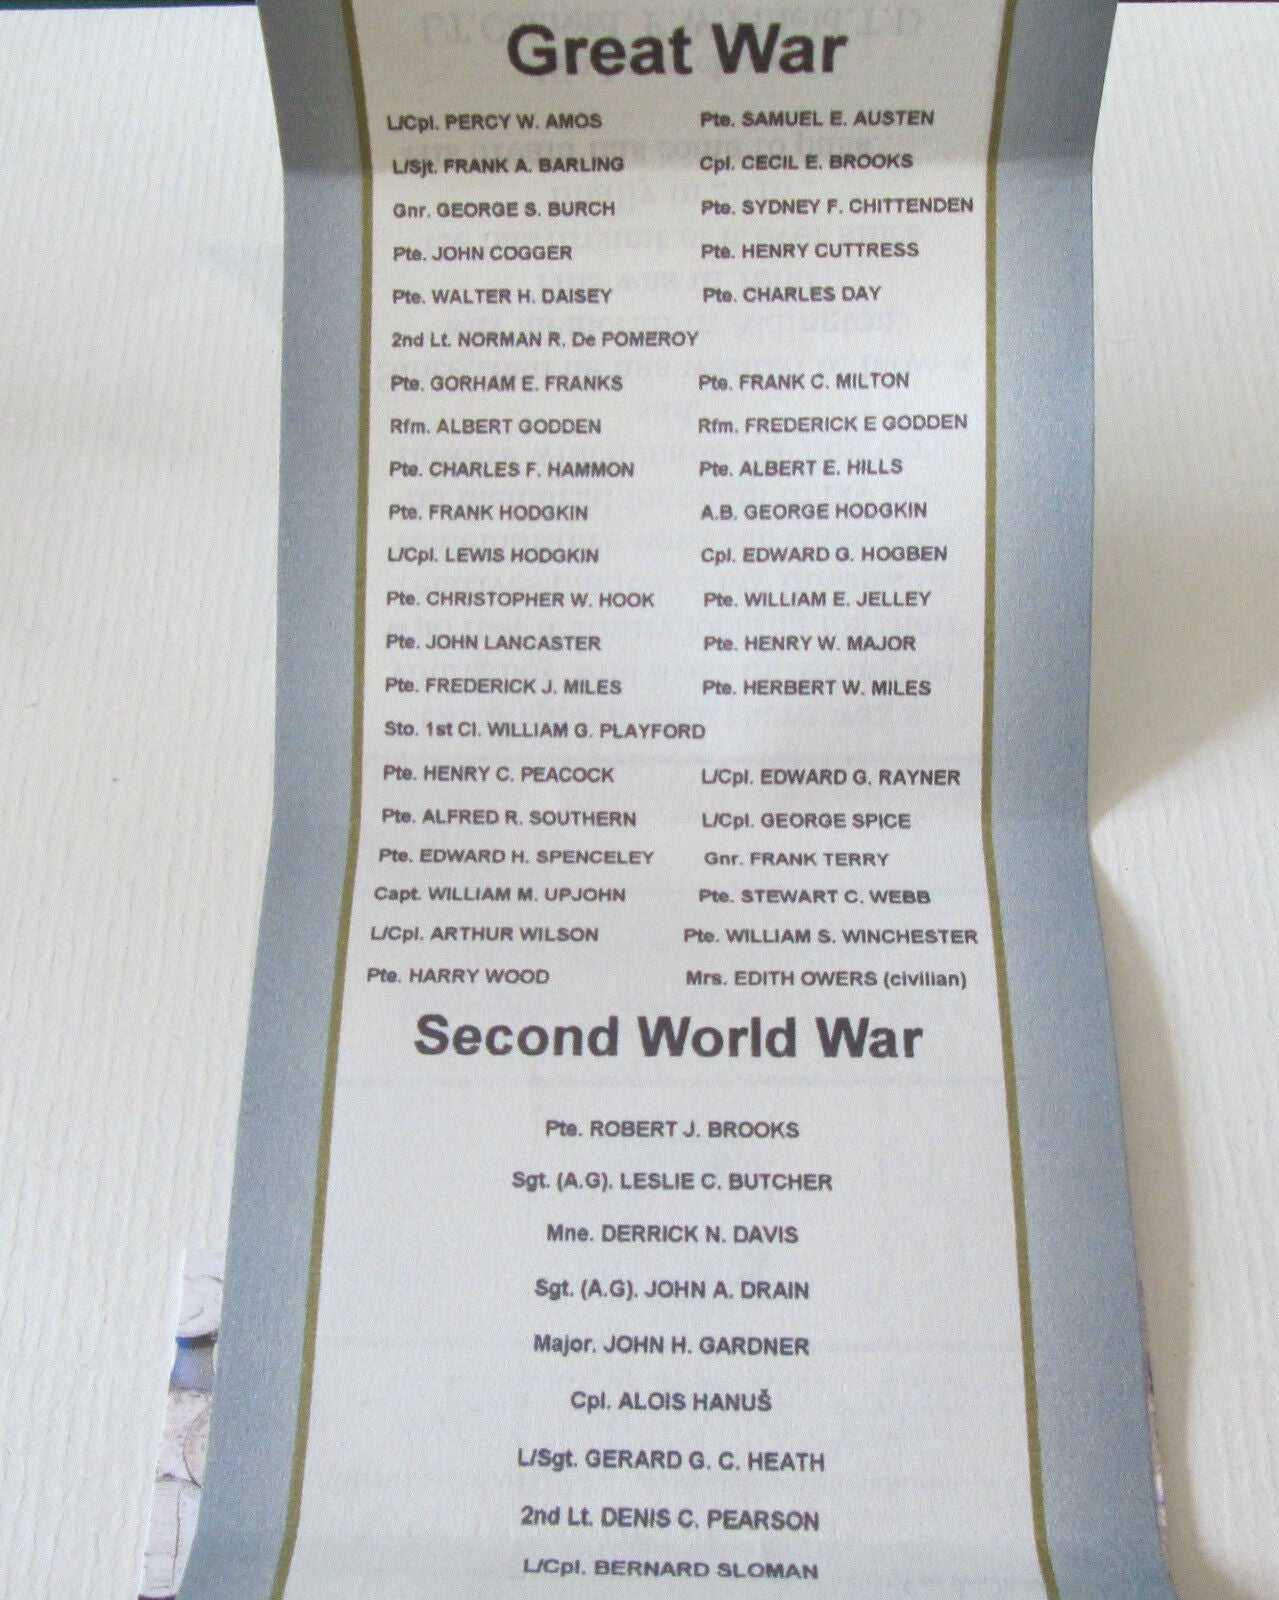 Great War
L/Cpl. PERCY W. AMOS Pte. SAMUEL E. AUSTEN
L/Sjt. FRANK A. BARLING Cpl. CECIL E. BROOKS
Gnr. GEORGE S. BURCH Pte. SYDNEY F. CHITTENDEN
Pte. JOHN COGGER Pte. HENRY CUTTRESS
Pte. WALTER H. DAISEY Pte. CHARLES DAY
2nd Lt. NORMAN R. De POMEROY
Pte. GORHAM E. FRANKS Pte. FRANK C. MILTON
Rfm. ALBERT GODDEN Rfm. FREDERICK E GODDEN
Pte. CHARLES F. HAMMON Pte. ALBERT E. HILLS
Pte. FRANK HODGKIN A.B. GEORGE HODGKIN
L/Cpl. LEWIS HODGKIN Cpl. EDWARD G. HOGBEN
Pte. CHRISTOPHER W. HOOK Pte. WILLIAM E. JELLEY
Pte. JOHN LANCASTER Pte. HENRY W. MAJOR
Pte. FREDERICK J. MILES Pte. HERBERT W. MILES
Sto. 1st Cl. WILLIAM G. PLAYFORD
Pte. HENRY C. PEACOCK L/Cpl. EDWARD G. RAYNER
Pte. ALFRED R. SOUTHERN L/Cpl. GEORGE SPICE
Pte. EDWARD H. SPENCELEY Gnr. FRANK TERRY
Capt. WILLIAM M. UPJOHN Pte. STEWART C. WEBB
L/Cpl. ARTHUR WILSON Pte. WILLIAM S. WINCHESTER
Pte. HARRY WOOD Mrs. EDITH OWERS (civilian)
Second World War
Pte. ROBERT J. BROOKS
Sgt. (A.G). LESLIE C. BUTCHER
Mne. DERRICK N. DAVIS
Sgt. (A.G). JOHN A. DRAIN
Major. JOHN H. GARDNER
Cpl. ALOIS HANUŠ
L/Sgt. GERARD G. C. HEATH
2nd Lt. DENIS C. PEARSON
L/Cpl. BERNARD SLOMAN